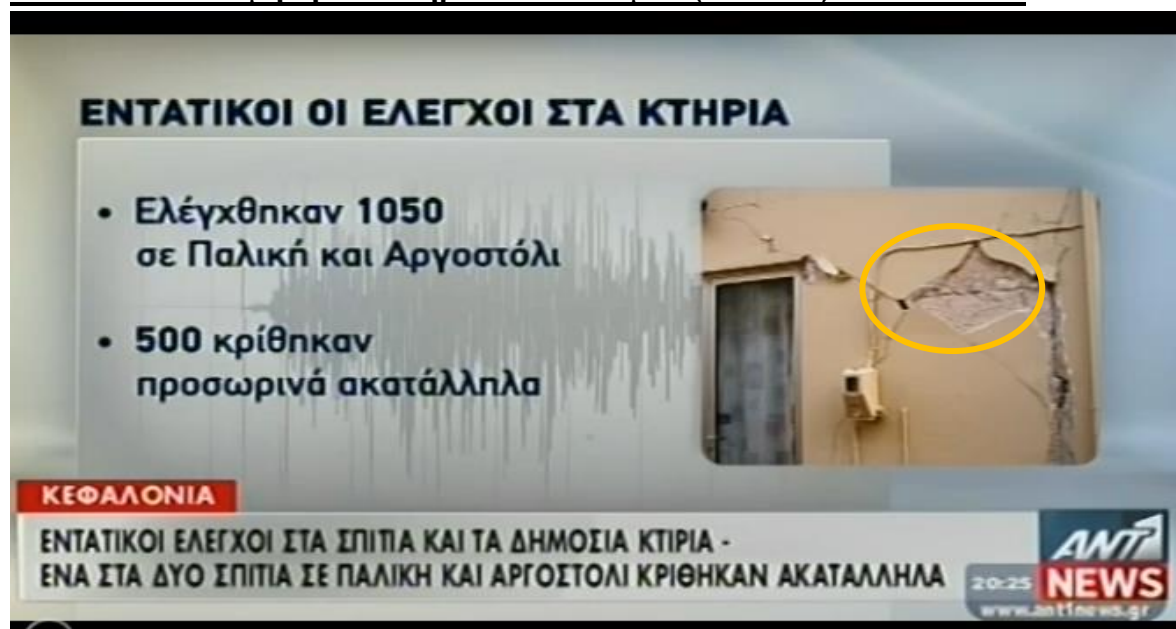 ΕΝΤΑΤΙΚΟΙ ΟΙ ΕΛΕΓΧΟΙ ΣΤΑ ΚΤΗΡΙΑ
• Ελέγχθηκαν 1050
σε Παλική και Αργοστόλι
• 500 κρίθηκαν
προσωρινά ακατάλληλα
ΚΕΦΑΛΟΝΙΑ
ΕΝΤΑΤΙΚΟΙ ΕΛΕΓΧΟΙ ΣΤΑ ΣΠΙΤΙΑ ΚΑΙ ΤΑ ΔΗΜΟΣΙΑ ΚΤΙΡΙΑ -
ΕΝΑ ΣΤΑ ΔΥΟ ΣΠΙΤΙΑ ΣΕ ΠΑΛΙΚΗ ΚΑΙ ΑΡΓΟΣΤΟΛΙ ΚΡΙΘΗΚΑΝ ΑΚΑΤΑΛΛΗΛΑ
ΑΝΤ1
20:25 NEWS
www.antinews.gr